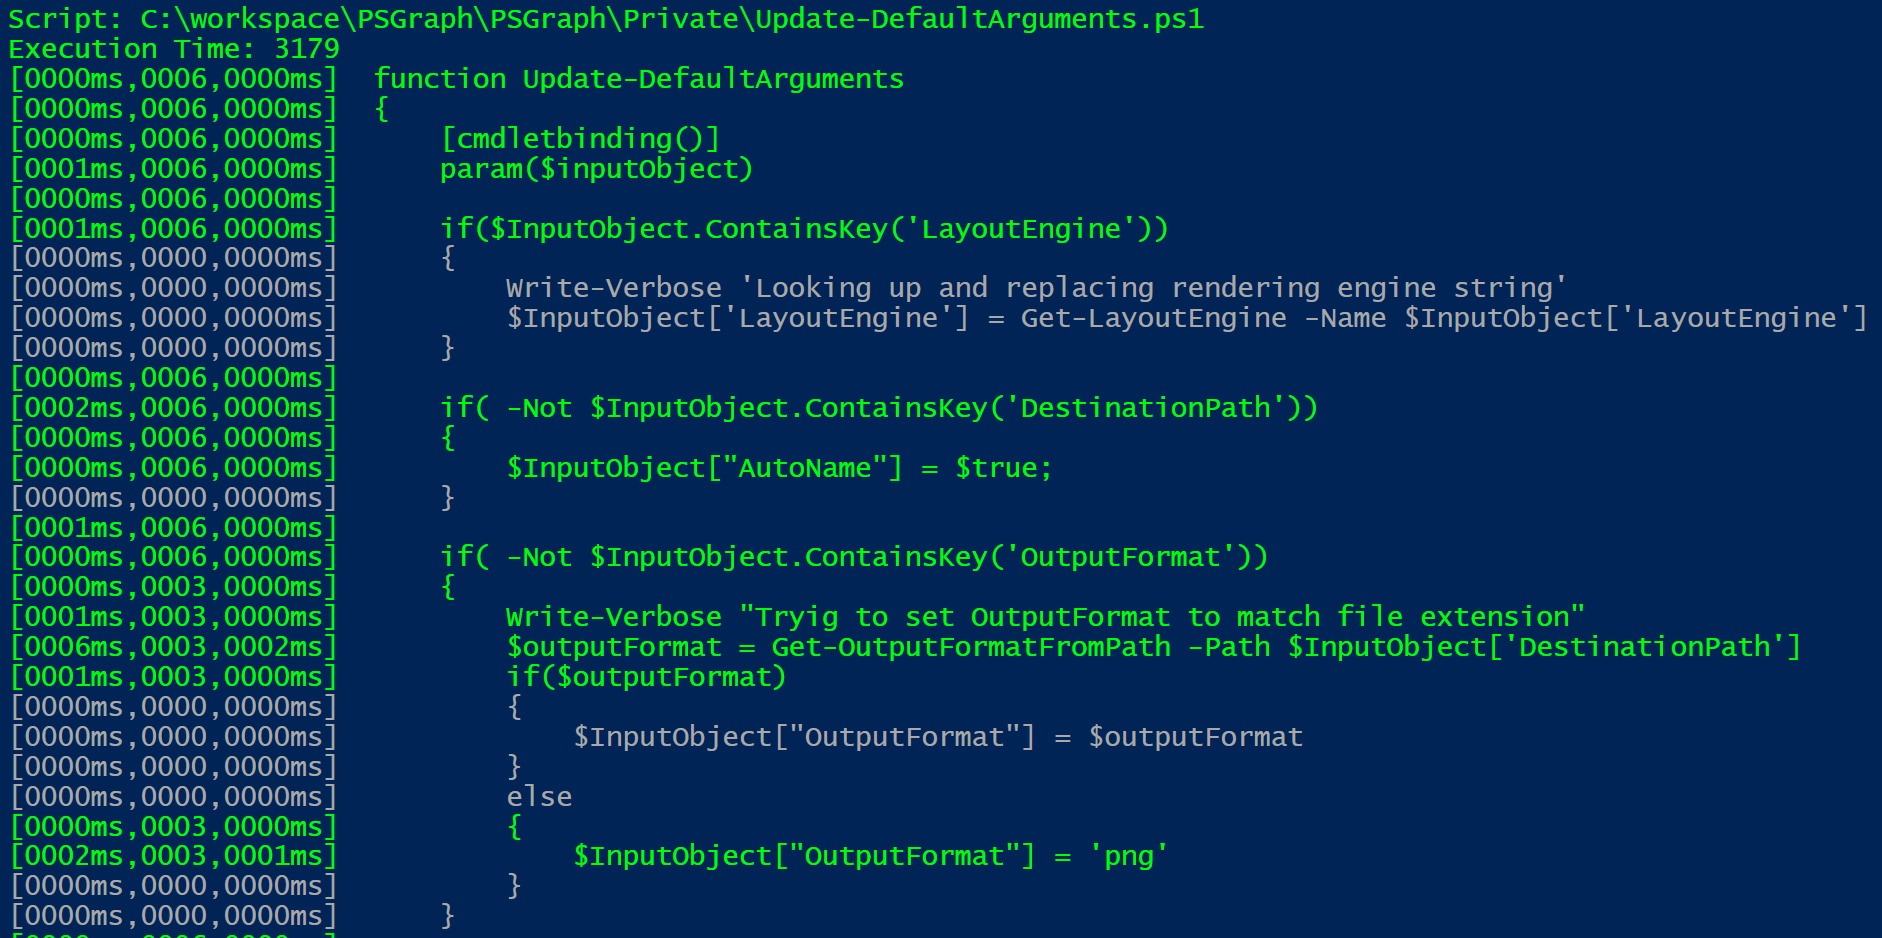 Script: C:\workspace\PSGraph\PSGraph\Private\Update-DefaultArguments.ps1
Execution Time: 3179
[0000ms,0006,0000ms]  function Update-DefaultArguments
[0000ms,0006,0000ms]  {
[0000ms,0006,0000ms]      [cmdletbinding()]
[0001ms,0006,0000ms]      param($inputObject)
[0000ms,0006,0000ms]
[0001ms,0006,0000ms]      if($InputObject.ContainsKey('LayoutEngine'))
[0000ms,0000,0000ms]      {
[0000ms,0000,0000ms]          Write-Verbose 'Looking up and replacing rendering engine string'
[0000ms,0000,0000ms]          $InputObject['LayoutEngine'] = Get-LayoutEngine -Name $InputObject['LayoutEngine']
[0000ms,0000,0000ms]      }
[0000ms,0006,0000ms]
[0002ms,0006,0000ms]      if( -Not $InputObject.ContainsKey('DestinationPath'))
[0000ms,0006,0000ms]      {
[0000ms,0006,0000ms]          $InputObject["AutoName"] = $true;
[0000ms,0000,0000ms]      }
[0001ms,0006,0000ms]
[0000ms,0006,0000ms]      if( -Not $InputObject.ContainsKey('OutputFormat'))
[0000ms,0003,0000ms]      {
[0001ms,0003,0000ms]          Write-Verbose "Tryig to set OutputFormat to match file extension"
[0006ms,0003,0002ms]          $outputFormat = Get-OutputFormatFromPath -Path $InputObject['DestinationPath']
[0001ms,0003,0000ms]          if($outputFormat)
[0000ms,0000,0000ms]          {
[0000ms,0000,0000ms]              $InputObject["OutputFormat"] = $outputFormat
[0000ms,0000,0000ms]          }
[0000ms,0000,0000ms]          else
[0000ms,0003,0000ms]          {
[0002ms,0003,0001ms]              $InputObject["OutputFormat"] = 'png'
[0000ms,0000,0000ms]          }
[0000ms,0000,0000ms]      }